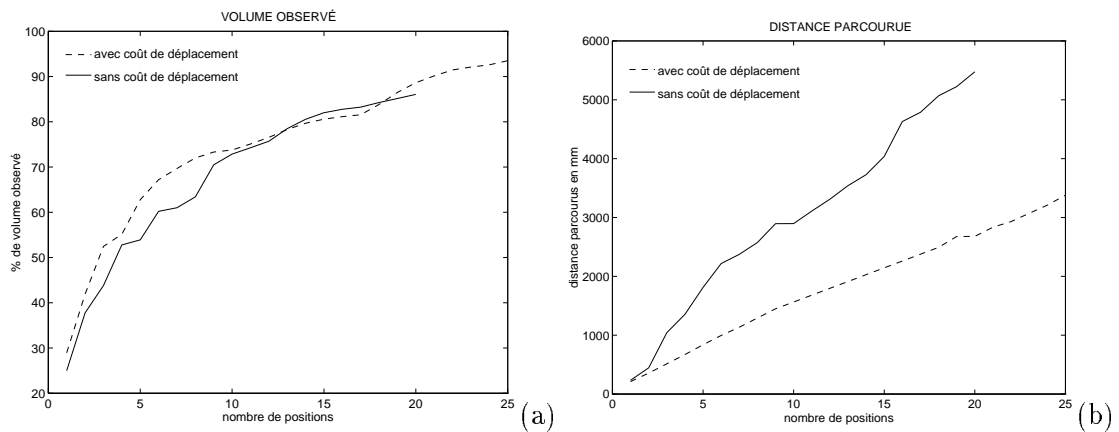 VOLUME OBSERVÉ
100
90
80
70
60
50
40
30
20
% de volume observé
avec coût de déplacement
sans coût de déplacement
0 5 10 15 20 25
nombre de positions
(a)
DISTANCE PARCOURUE
6000
5000
4000
3000
2000
1000
0
distance parcourus en mm
avec coût de déplacement
sans coût de déplacement
0 5 10 15 20 25
nombre de positions
(b)